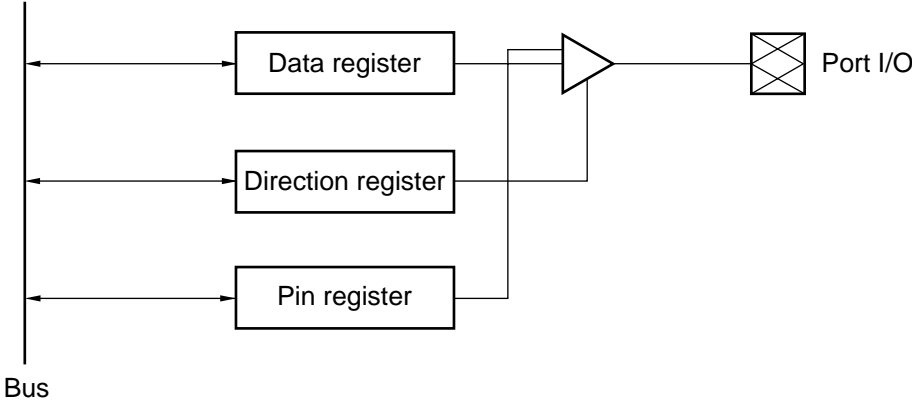 Data register
Port I/O
Direction register
Pin register
Bus